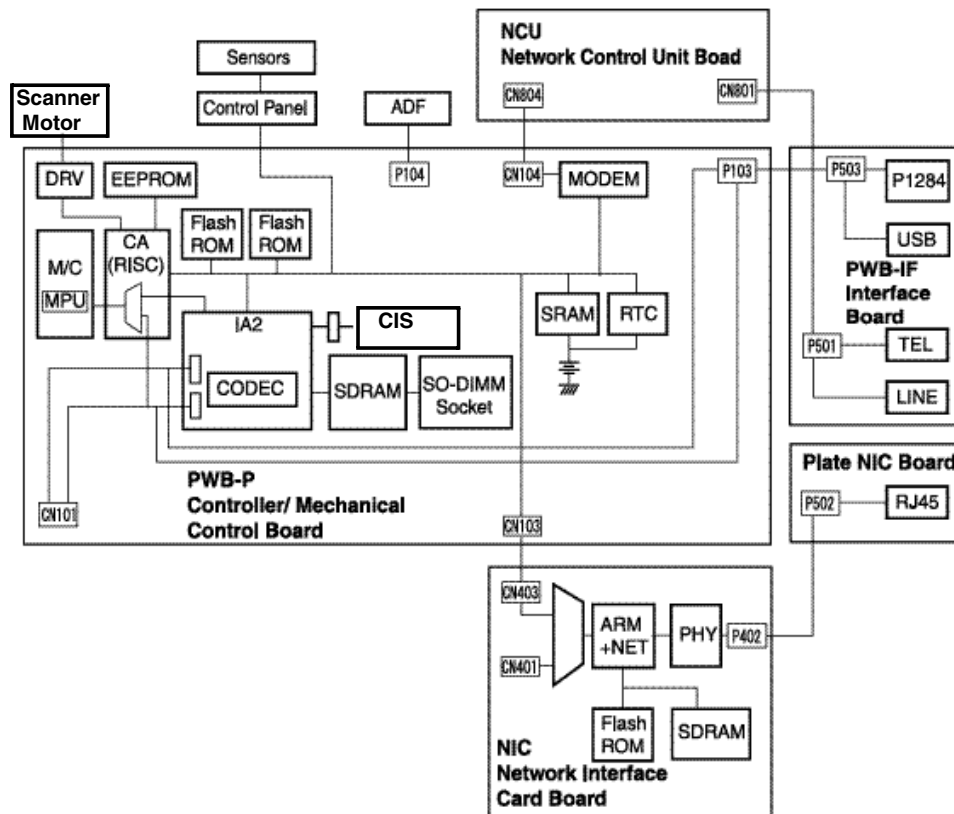 NCU
Network Control Unit Boad
CN804
CN801
Sensors
Control Panel
ADF
Scanner
Motor
DRV
EEPROM
P104
CN104
MODEM
P103
P503
P1284
USB
PWB-IF
Interface
Board
P501
TEL
LINE
M/C
MPU
CA
(RISC)
Flash
ROM
Flash
ROM
IA2
CIS
CODEC
SDRAM
SO-DIMM
Socket
SRAM
RTC
PWB-P
Controller/ Mechanical
Control Board
CN101
CN103
Plate NIC Board
P502
RJ45
CN403
CN401
ARM
+NET
PHY
P402
Flash
ROM
SDRAM
NIC
Network Interface
Card Board